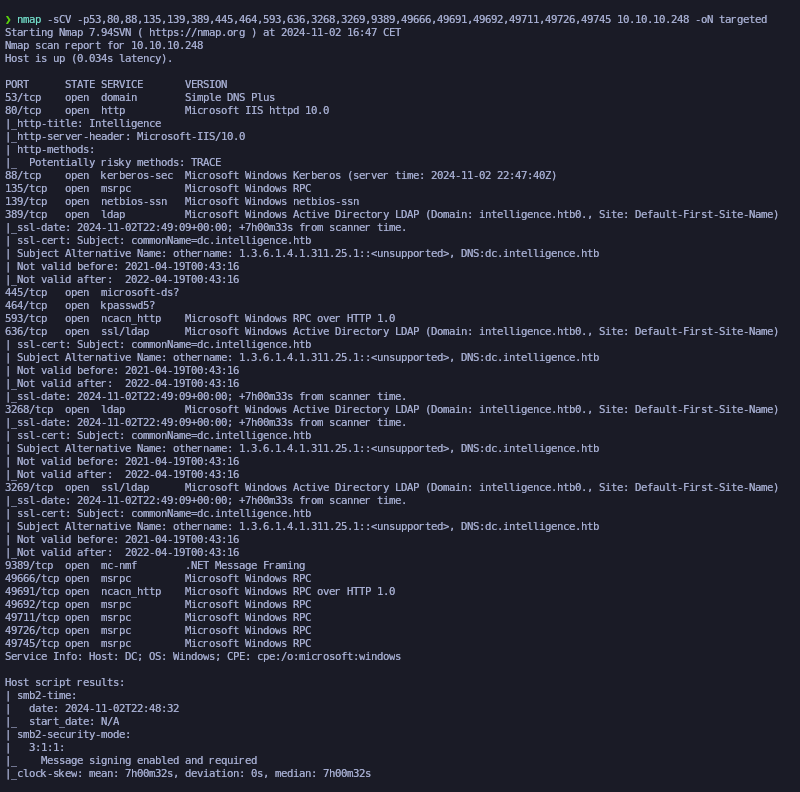 ❯ nmap -sCV -p53,80,88,135,139,389,445,464,593,636,3268,3269,9389,49666,49691,49692,49711,49726,49745 10.10.10.248 -oN targeted
Starting Nmap 7.94SVN ( https://nmap.org ) at 2024-11-02 16:47 CET
Nmap scan report for 10.10.10.248
Host is up (0.034s latency).

PORT      STATE SERVICE       VERSION
53/tcp    open  domain        Simple DNS Plus
80/tcp    open  http          Microsoft IIS httpd 10.0
|_http-title: Intelligence
|_http-server-header: Microsoft-IIS/10.0
| http-methods:
|_  Potentially risky methods: TRACE
88/tcp    open  kerberos-sec  Microsoft Windows Kerberos (server time: 2024-11-02 22:47:40Z)
135/tcp   open  msrpc         Microsoft Windows RPC
139/tcp   open  netbios-ssn   Microsoft Windows netbios-ssn
389/tcp   open  ldap          Microsoft Windows Active Directory LDAP (Domain: intelligence.htb0., Site: Default-First-Site-Name)
|_ssl-date: 2024-11-02T22:49:09+00:00; +7h00m33s from scanner time.
| ssl-cert: Subject: commonName=dc.intelligence.htb
| Subject Alternative Name: othername: 1.3.6.1.4.1.311.25.1::<unsupported>, DNS:dc.intelligence.htb
| Not valid before: 2021-04-19T00:43:16
|_Not valid after:  2022-04-19T00:43:16
445/tcp   open  microsoft-ds?
464/tcp   open  kpasswd5?
593/tcp   open  ncacn_http    Microsoft Windows RPC over HTTP 1.0
636/tcp   open  ssl/ldap      Microsoft Windows Active Directory LDAP (Domain: intelligence.htb0., Site: Default-First-Site-Name)
| ssl-cert: Subject: commonName=dc.intelligence.htb
| Subject Alternative Name: othername: 1.3.6.1.4.1.311.25.1::<unsupported>, DNS:dc.intelligence.htb
| Not valid before: 2021-04-19T00:43:16
|_Not valid after:  2022-04-19T00:43:16
|_ssl-date: 2024-11-02T22:49:09+00:00; +7h00m33s from scanner time.
3268/tcp  open  ldap          Microsoft Windows Active Directory LDAP (Domain: intelligence.htb0., Site: Default-First-Site-Name)
|_ssl-date: 2024-11-02T22:49:09+00:00; +7h00m33s from scanner time.
| ssl-cert: Subject: commonName=dc.intelligence.htb
| Subject Alternative Name: othername: 1.3.6.1.4.1.311.25.1::<unsupported>, DNS:dc.intelligence.htb
| Not valid before: 2021-04-19T00:43:16
|_Not valid after:  2022-04-19T00:43:16
3269/tcp  open  ssl/ldap      Microsoft Windows Active Directory LDAP (Domain: intelligence.htb0., Site: Default-First-Site-Name)
|_ssl-date: 2024-11-02T22:49:09+00:00; +7h00m33s from scanner time.
| ssl-cert: Subject: commonName=dc.intelligence.htb
| Subject Alternative Name: othername: 1.3.6.1.4.1.311.25.1::<unsupported>, DNS:dc.intelligence.htb
| Not valid before: 2021-04-19T00:43:16
|_Not valid after:  2022-04-19T00:43:16
9389/tcp  open  mc-nmf        .NET Message Framing
49666/tcp open  msrpc         Microsoft Windows RPC
49691/tcp open  ncacn_http    Microsoft Windows RPC over HTTP 1.0
49692/tcp open  msrpc         Microsoft Windows RPC
49711/tcp open  msrpc         Microsoft Windows RPC
49726/tcp open  msrpc         Microsoft Windows RPC
49745/tcp open  msrpc         Microsoft Windows RPC
Service Info: Host: DC; OS: Windows; CPE: cpe:/o:microsoft:windows

Host script results:
| smb2-time:
|   date: 2024-11-02T22:48:32
|_  start_date: N/A
| smb2-security-mode:
|   3:1:1:
|_    Message signing enabled and required
|_clock-skew: mean: 7h00m32s, deviation: 0s, median: 7h00m32s